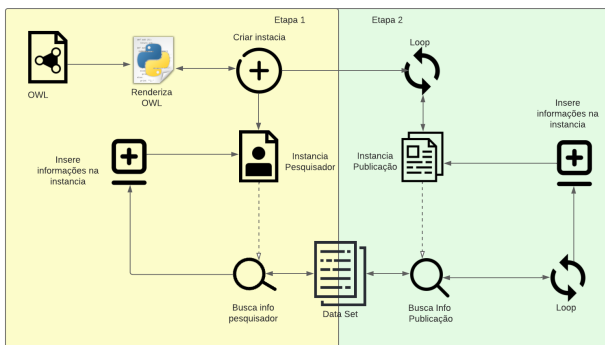 Etapa 1
Etapa 2
Criar instacia
Loop
OWL
Renderiza
OWL
Insere
informações na
instancia
Insere
informações na
instancia
Instancia
Pesquisador
Instancia
Publicação
Busca info
pesquisador
Data Set
Busca Info
Publicação
Loop